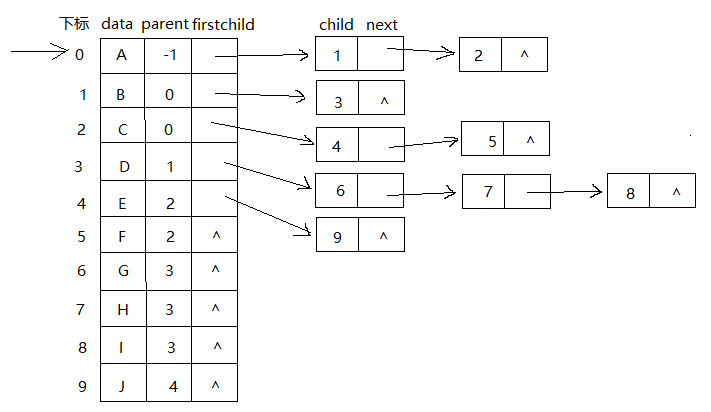 下标 data parent firstchild child next
0 A -1 1 2 ^
1 B 0 3 ^
2 C 0 4 5 ^
3 D 1 6 7 8 ^
4 E 2 9 ^
5 F 2 ^
6 G 3 ^
7 H 3 ^
8 I 3 ^
9 J 4 ^